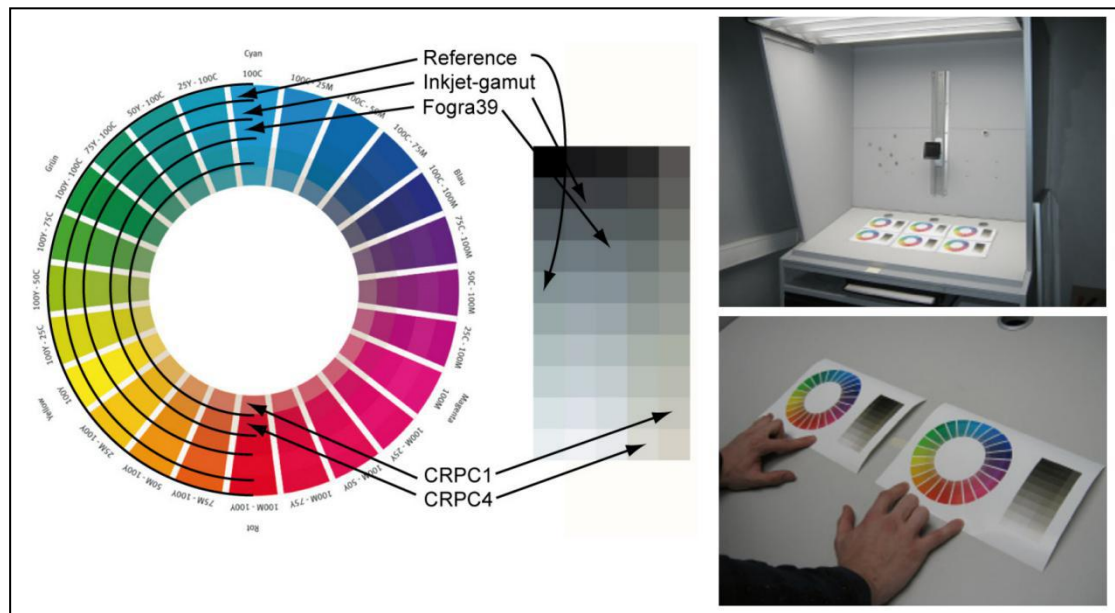 Cyan
100C
100C - 25M
100C - 50M
100C - 75M
Blau
100C - 100M
75C - 100M
50C - 100M
25C - 100M
Magenta
100M
100M - 25Y
100M - 50Y
100M - 75Y
100M - 100Y
Rot
75M - 100Y
50M - 100Y
25M - 100Y
Yellow
100Y
100Y - 25C
100Y - 50C
100Y - 75C
Grün
100Y - 100C
75Y - 100C
50Y - 100C
25Y - 100C
Reference
Inkjet-gamut
Fogra39
CRPC1
CRPC4